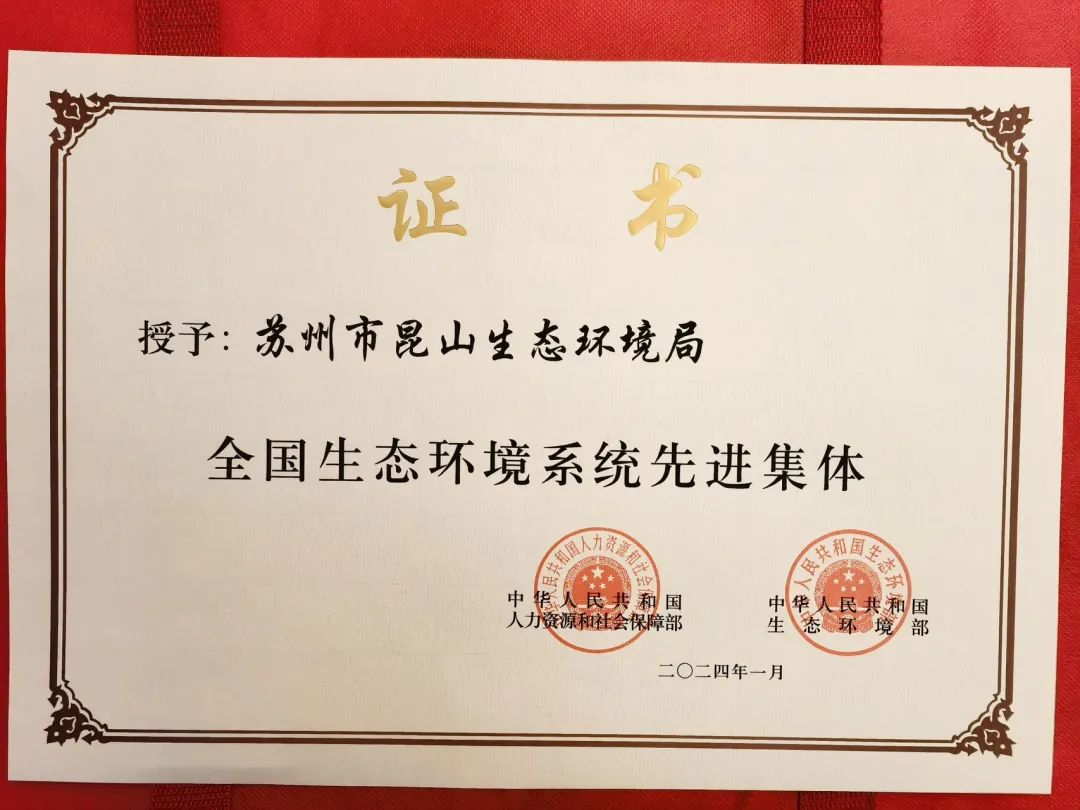 证书
授予：苏州市昆山生态环境局
全国生态环境系统先进集体
中华人民共和国
人力资源和社会保障部
中华人民共和国
生态环境部
二〇二四年一月